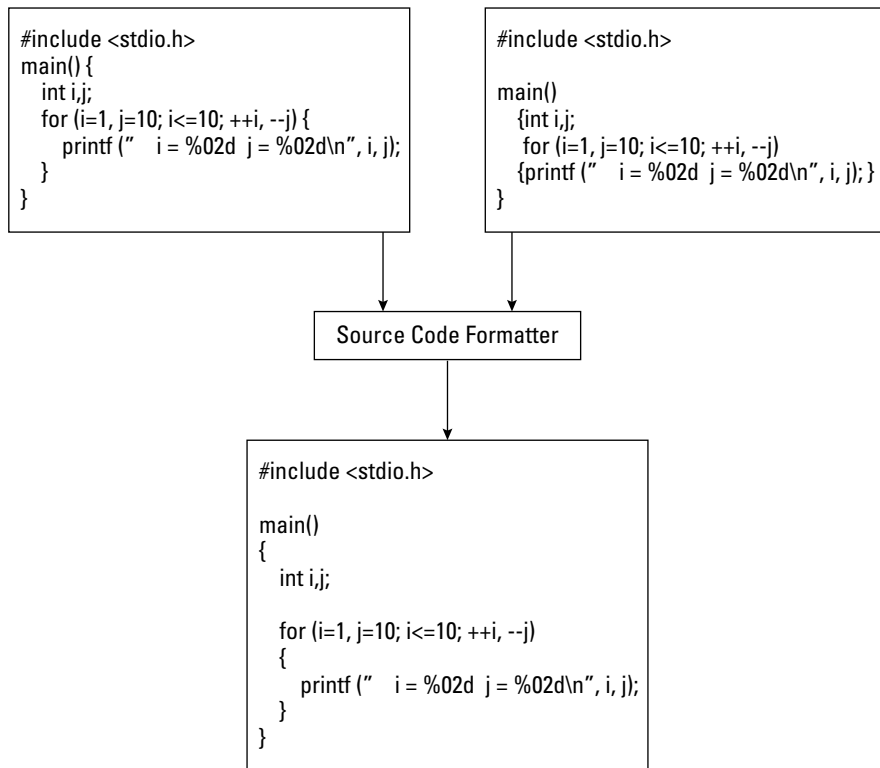 #include <stdio.h>
main() {
   int i,j;
   for (i=1, j=10; i<=10; ++i, --j) {
      printf (”    i = %02d  j = %02d\n”, i, j);
   }
}
#include <stdio.h>

main()
   {int i,j;
    for (i=1, j=10; i<=10; ++i, --j)
   {printf (”    i = %02d  j = %02d\n”, i, j); }
}
Source Code Formatter
#include <stdio.h>

main()
{
   int i,j;

   for (i=1, j=10; i<=10; ++i, --j)
   {
      printf (”    i = %02d  j = %02d\n”, i, j);
   }
}